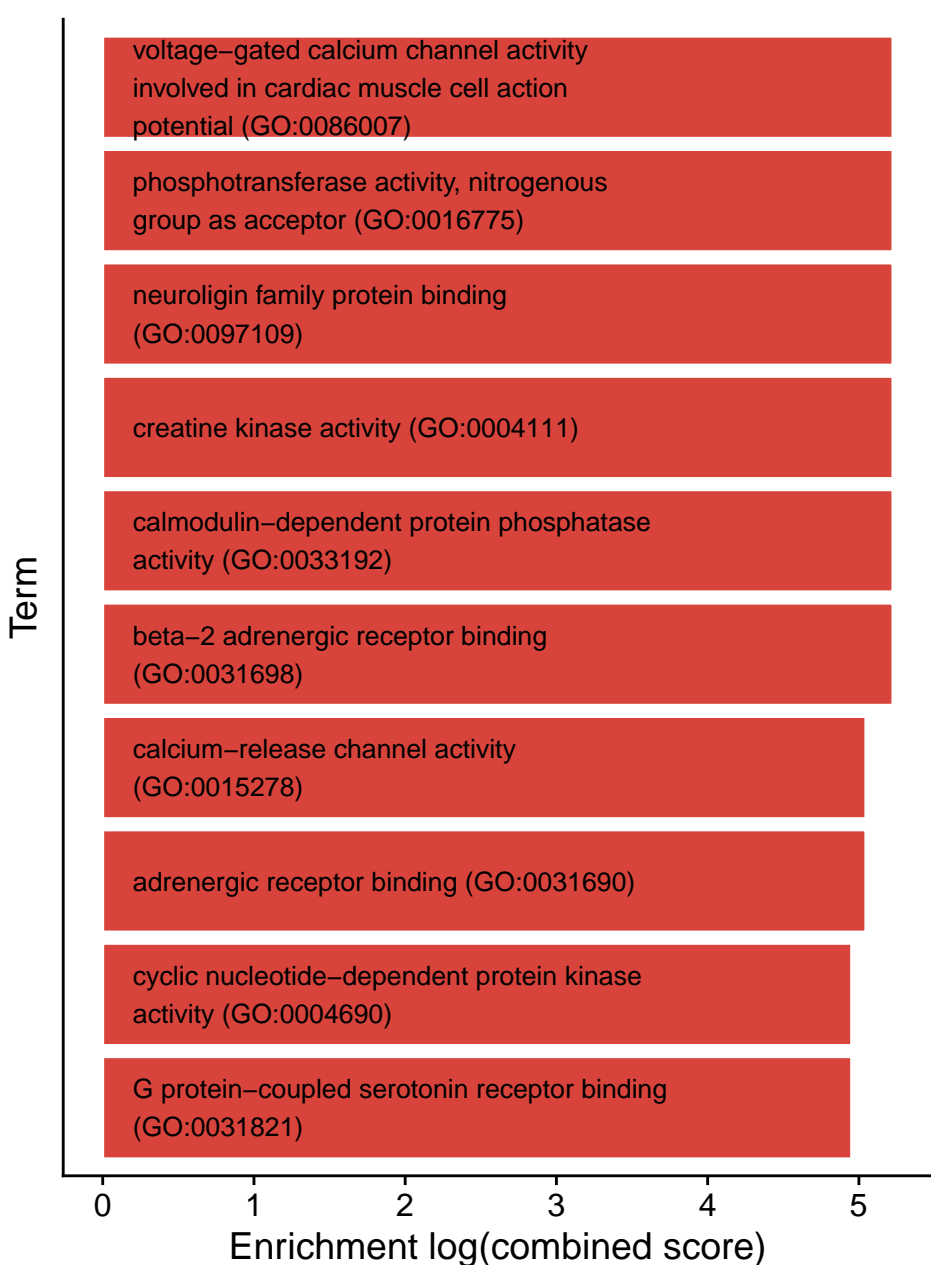 voltage−gated calcium channel activity
involved in cardiac muscle cell action
potential (GO:0086007)
phosphotransferase activity, nitrogenous
group as acceptor (GO:0016775)
neuroligin family protein binding
(GO:0097109)
creatine kinase activity (GO:0004111)
calmodulin−dependent protein phosphatase
activity (GO:0033192)
beta−2 adrenergic receptor binding
(GO:0031698)
calcium−release channel activity
(GO:0015278)
adrenergic receptor binding (GO:0031690)
cyclic nucleotide−dependent protein kinase
activity (GO:0004690)
G protein−coupled serotonin receptor binding
(GO:0031821)
Term
0 1 2 3 4 5
Enrichment log(combined score)